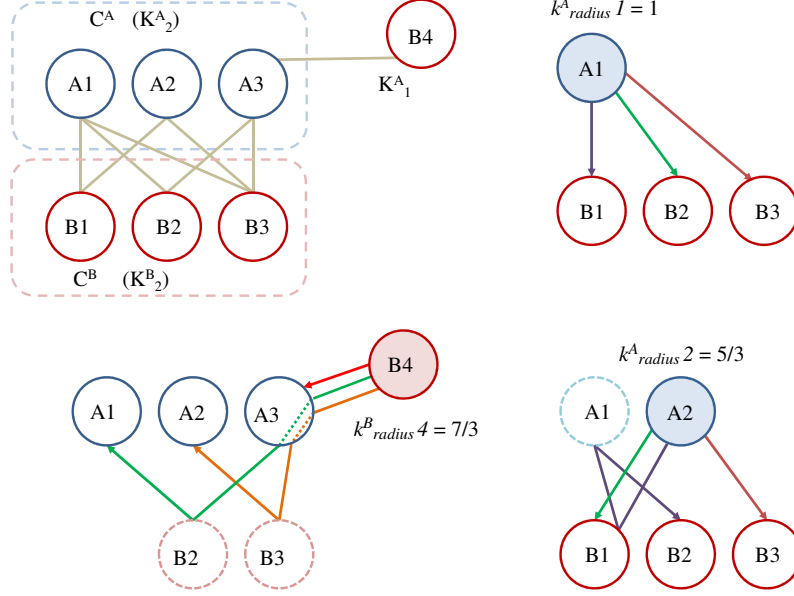 C^A (K^A_2)
B4
A1 A2 A3
K^A_1
B1 B2 B3
C^B (K^B_2)
k^A_radius 1 = 1
A1
B1 B2 B3
B4
A1 A2 A3
k^B_radius 4 = 7/3
B2 B3
k^A_radius 2 = 5/3
A1 A2
B1 B2 B3